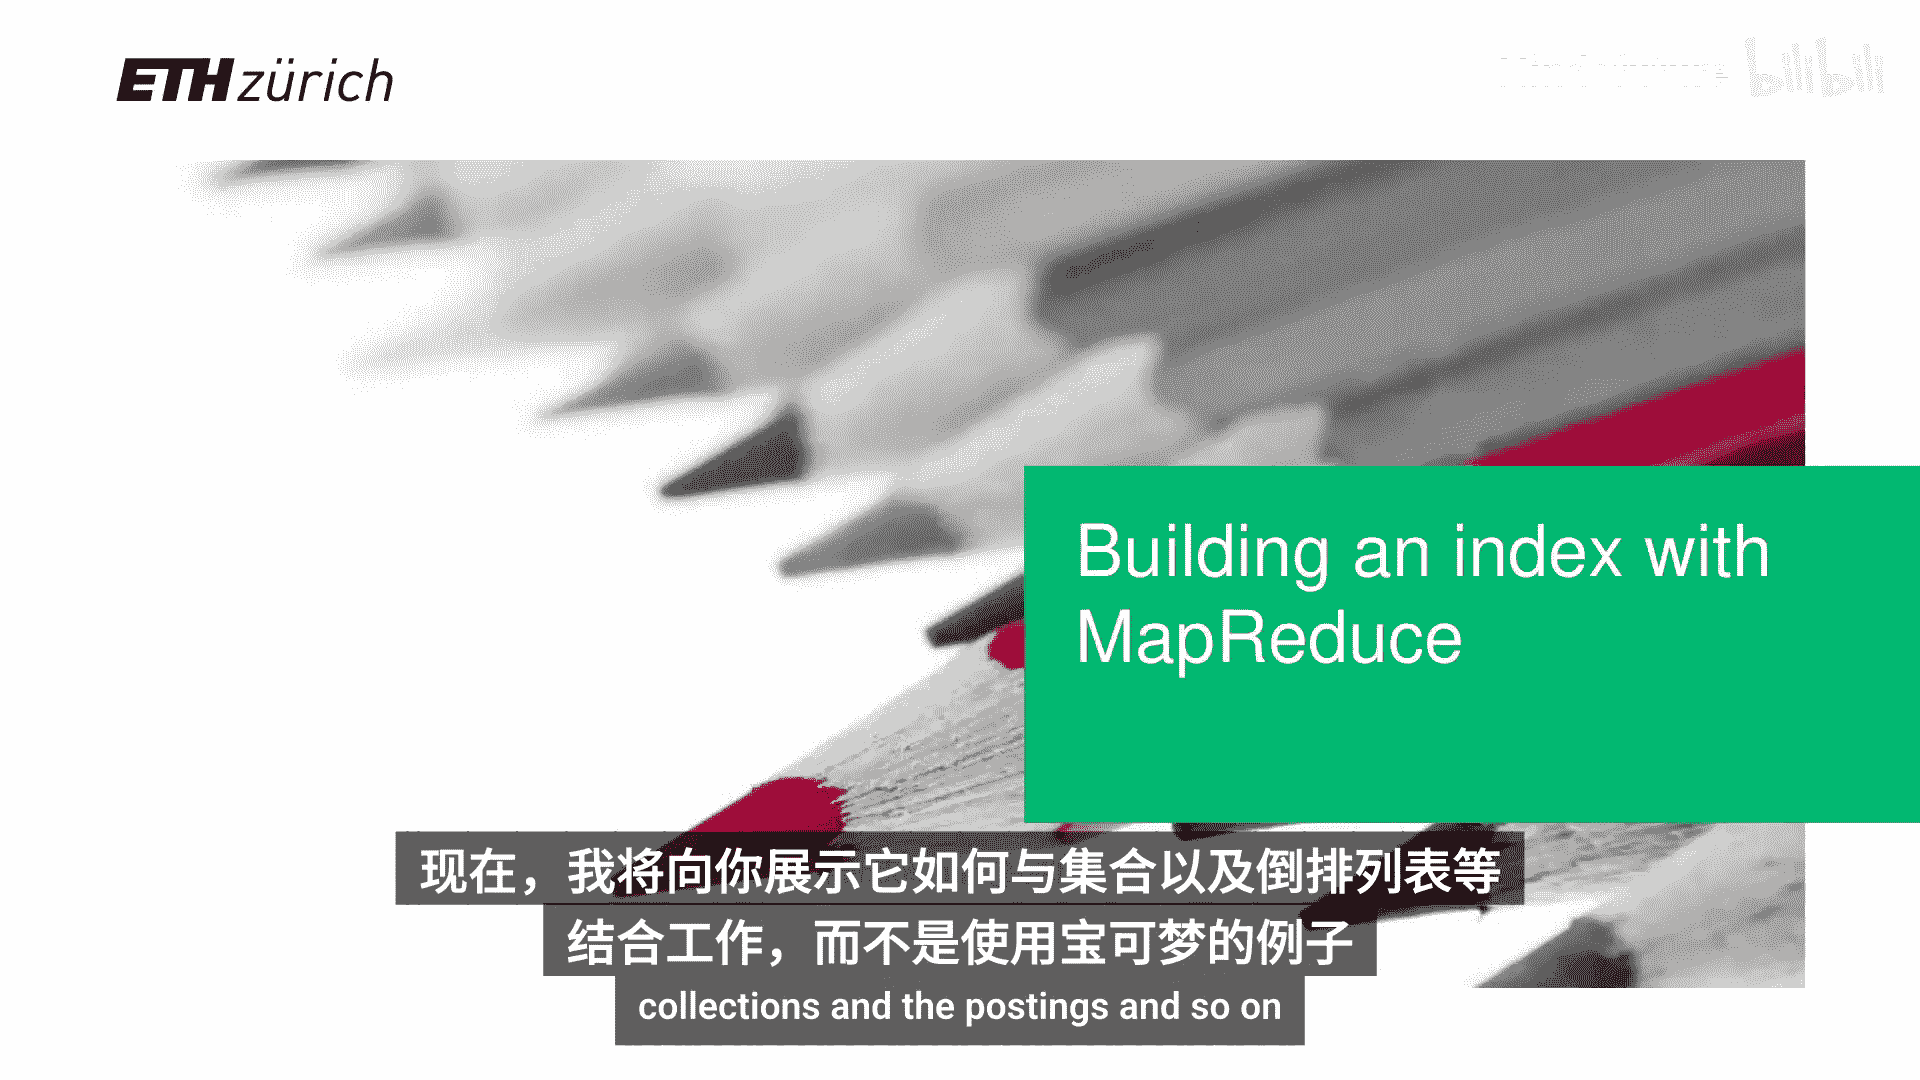 ETH zürich
bilibili
Building an index with
MapReduce
现在，我将向你展示它如何与集合以及倒排列表等
结合工作，而不是使用宝可梦的例子
collections and the postings and so on